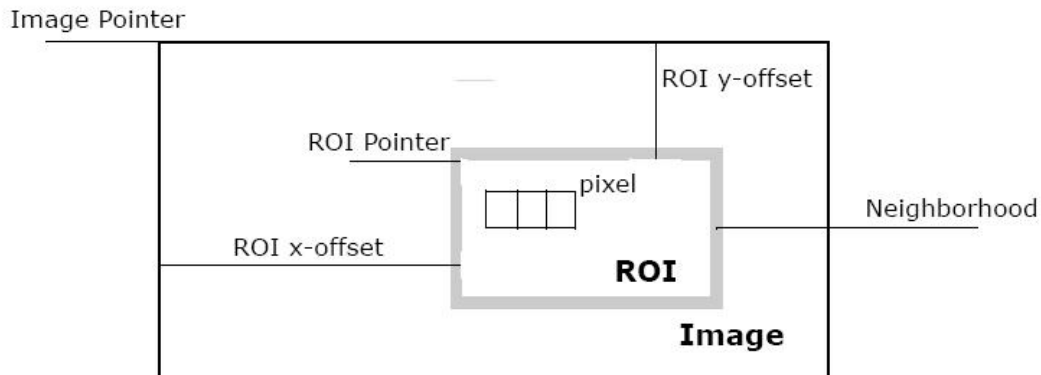 Image Pointer
ROI y-offset
ROI Pointer
pixel
Neighborhood
ROI x-offset
ROI
Image